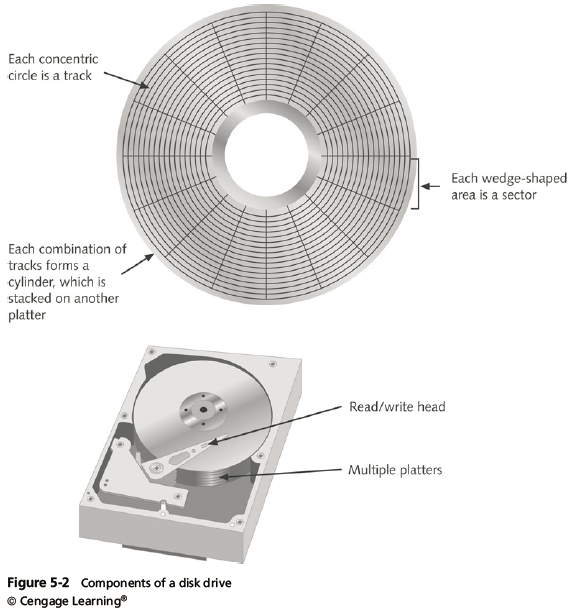 Each concentric
circle is a track
Each wedge-shaped
area is a sector
Each combination of
tracks forms a
cylinder, which is
stacked on another
platter
Read/write head
Multiple platters
Figure 5-2 Components of a disk drive
© Cengage Learning®